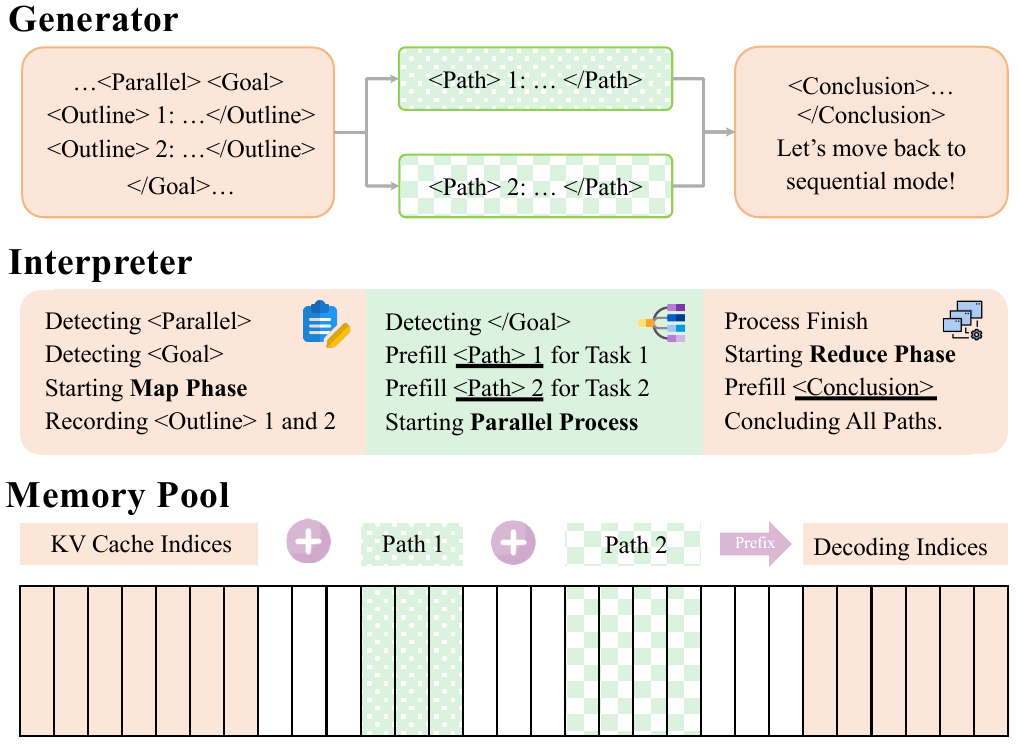 Generator
…<Parallel> <Goal>
<Outline> 1: …</Outline>
<Outline> 2: …</Outline>
</Goal>…
<Path> 1: … </Path>
<Path> 2: … </Path>
<Conclusion>…
</Conclusion>
Let’s move back to
sequential mode!
Interpreter
Detecting <Parallel>
Detecting <Goal>
Starting Map Phase
Recording <Outline> 1 and 2
Detecting </Goal>
Prefill <Path> 1 for Task 1
Prefill <Path> 2 for Task 2
Starting Parallel Process
Process Finish
Starting Reduce Phase
Prefill <Conclusion>
Concluding All Paths.
Memory Pool
KV Cache Indices
Path 1
Path 2
Prefix
Decoding Indices